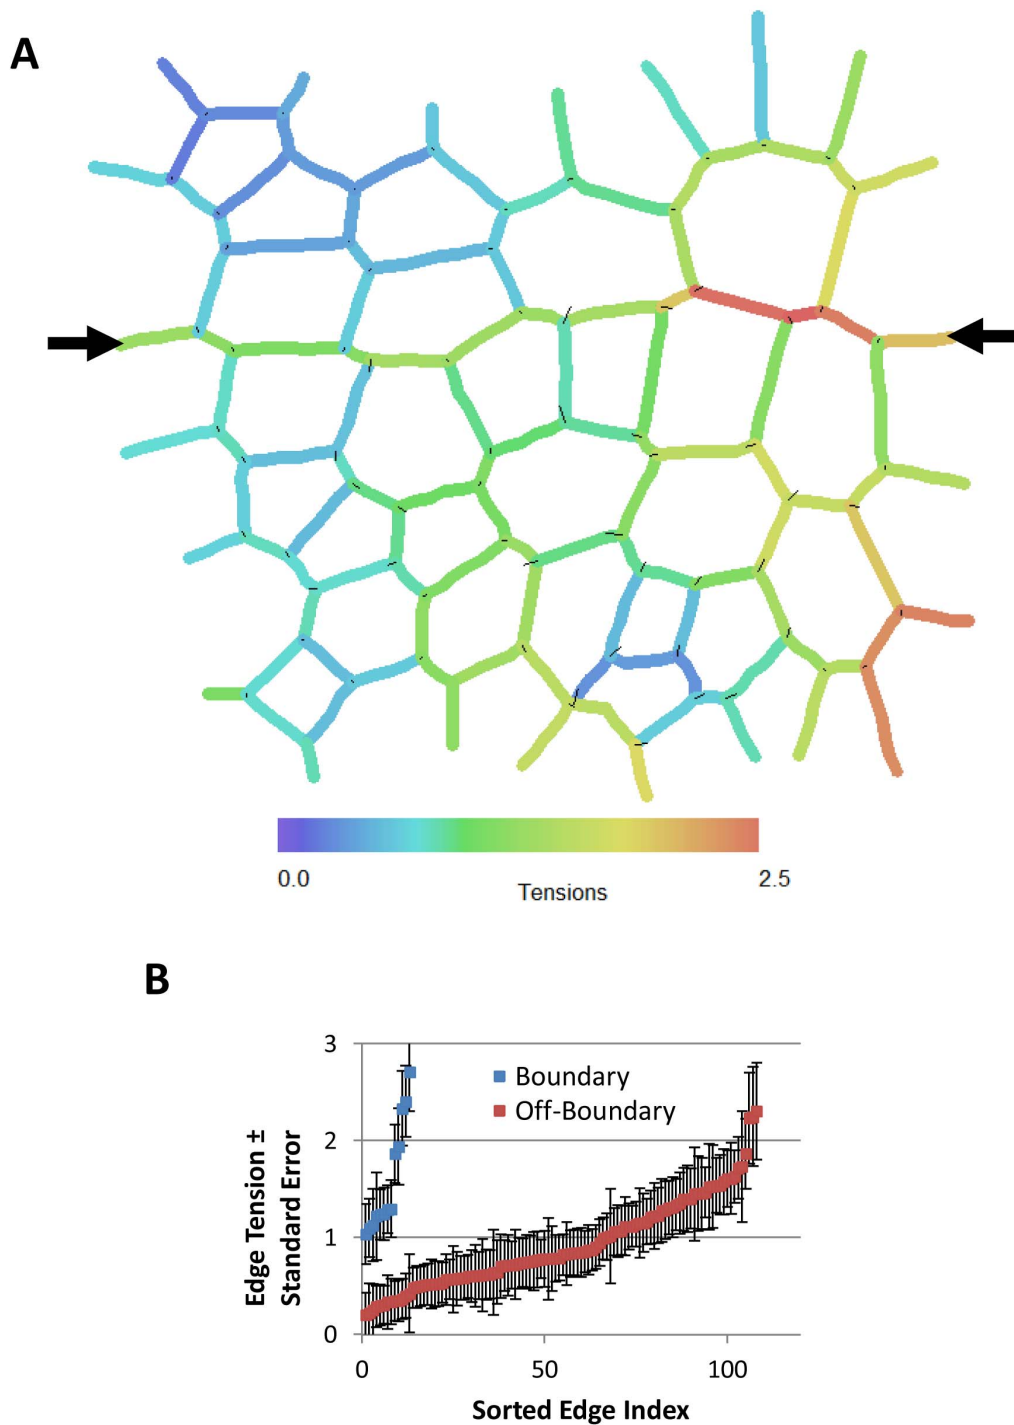 A
0.0
2.5
Tensions
B
Edge Tension ±
Standard Error
3
2
1
0
Boundary
Off-Boundary
0
50
100
Sorted Edge Index